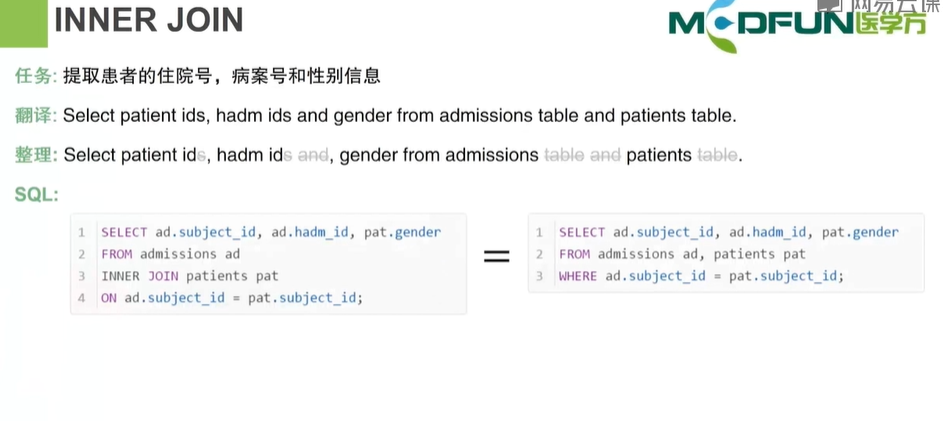 INNER JOIN
网易云课
MEDFUN医学方
任务: 提取患者的住院号，病案号和性别信息
翻译: Select patient ids, hadm ids and gender from admissions table and patients table.
整理: Select patient ids, hadm ids and, gender from admissions table and patients table.
SQL:
1 SELECT ad.subject_id, ad.hadm_id, pat.gender
2 FROM admissions ad
3 INNER JOIN patients pat
4 ON ad.subject_id = pat.subject_id;
=
1 SELECT ad.subject_id, ad.hadm_id, pat.gender
2 FROM admissions ad, patients pat
3 WHERE ad.subject_id = pat.subject_id;